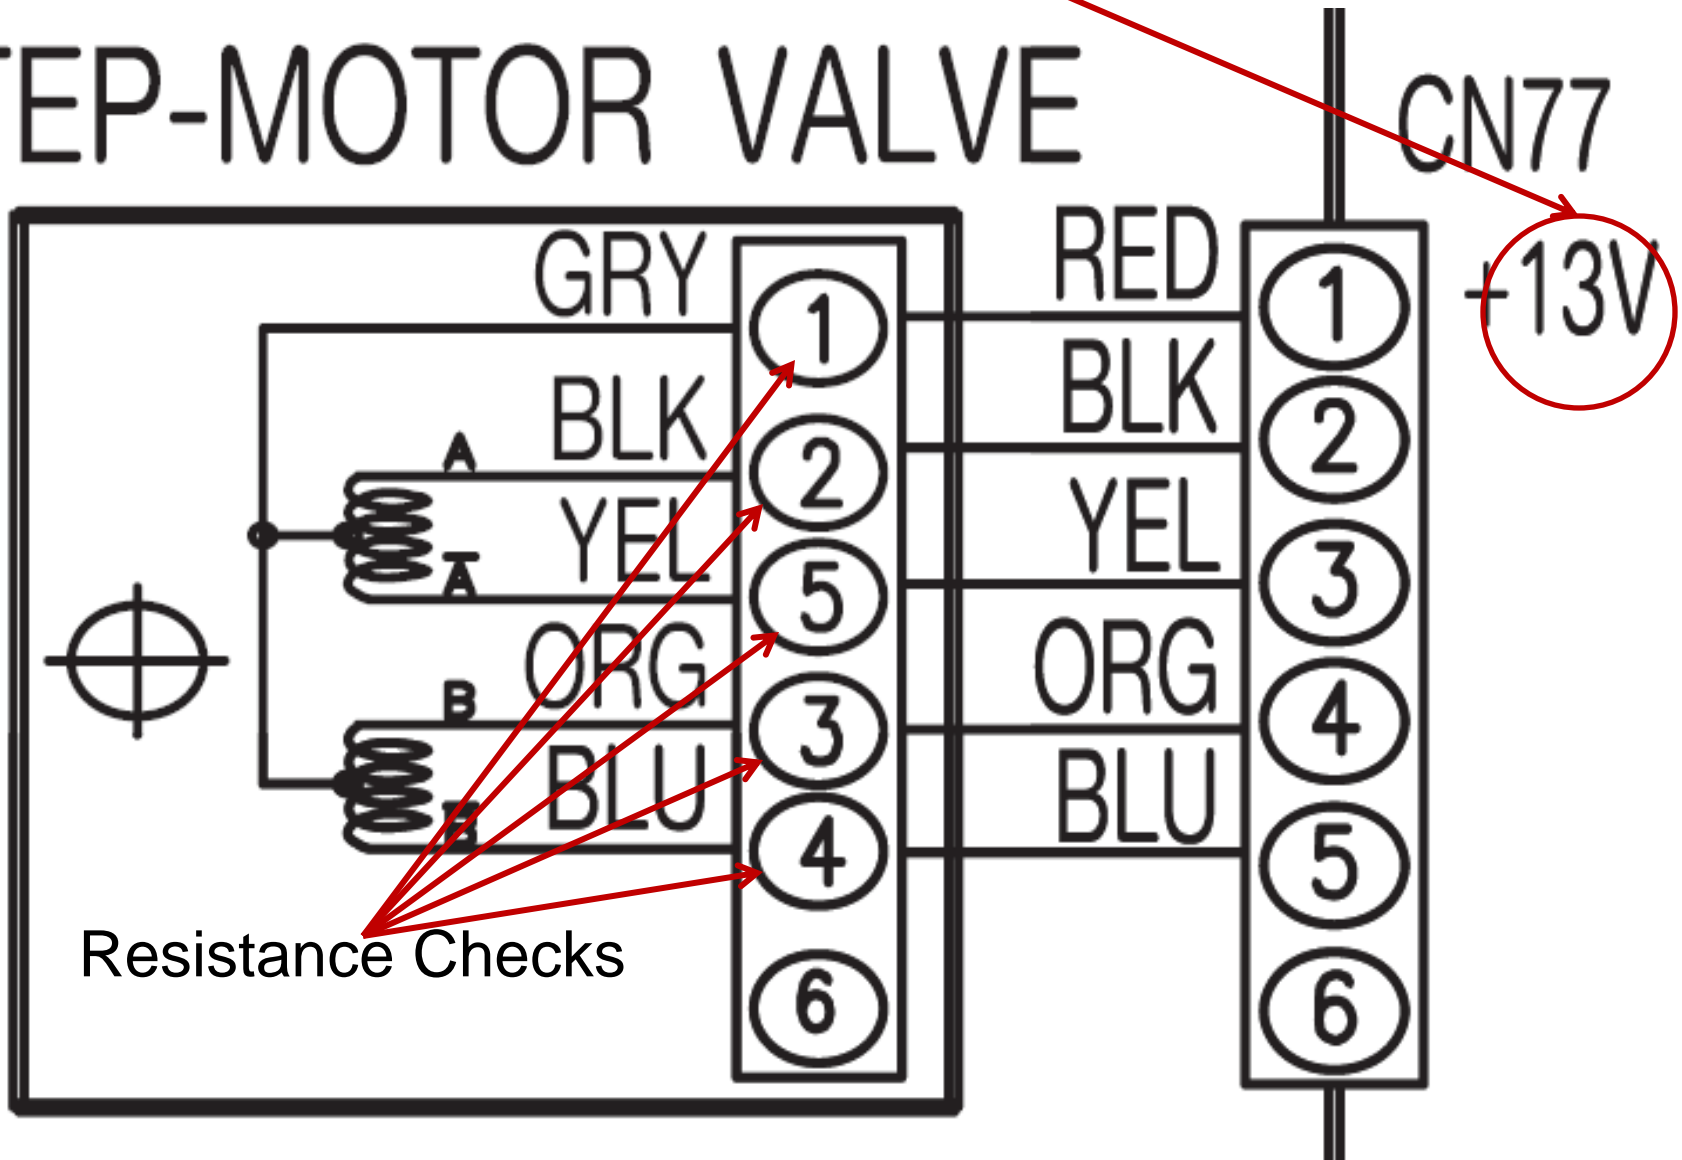 TEP-MOTOR VALVE
CN77
+13V
GRY
RED
1
1
BLK
BLK
A
2
2
YEL
YEL
A̅
5
3
ORG
ORG
B
3
4
BLU
BLU
B̅
4
5
Resistance Checks
6
6